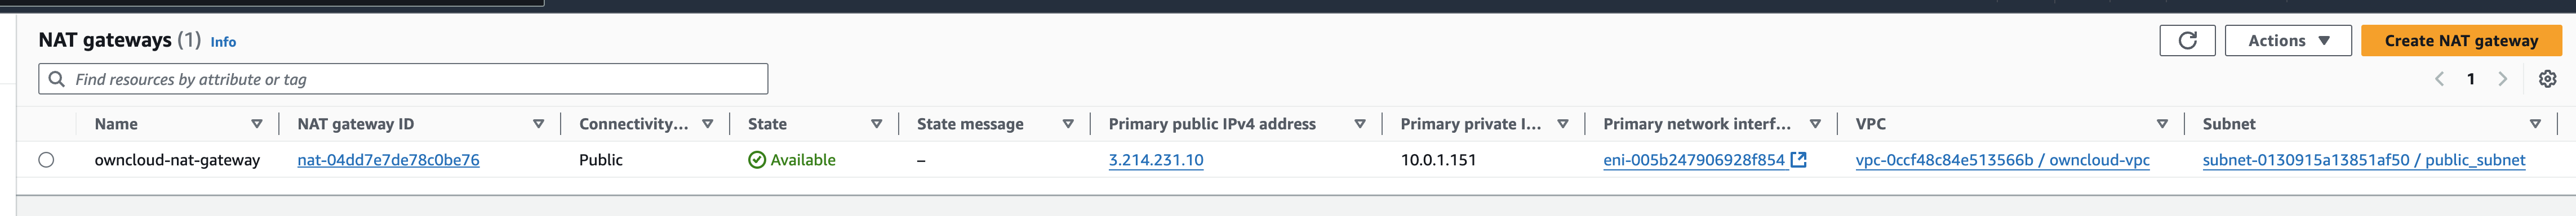 NAT gateways (1) Info
Actions
Create NAT gateway
Find resources by attribute or tag
1
Name NAT gateway ID Connectivity... State State message Primary public IPv4 address Primary private I... Primary network interf... VPC Subnet
owncloud-nat-gateway nat-04dd7e7de78c0be76 Public Available – 3.214.231.10 10.0.1.151 eni-005b247906928f854 vpc-0ccf48c84e513566b / owncloud-vpc subnet-0130915a13851af50 / public_subnet